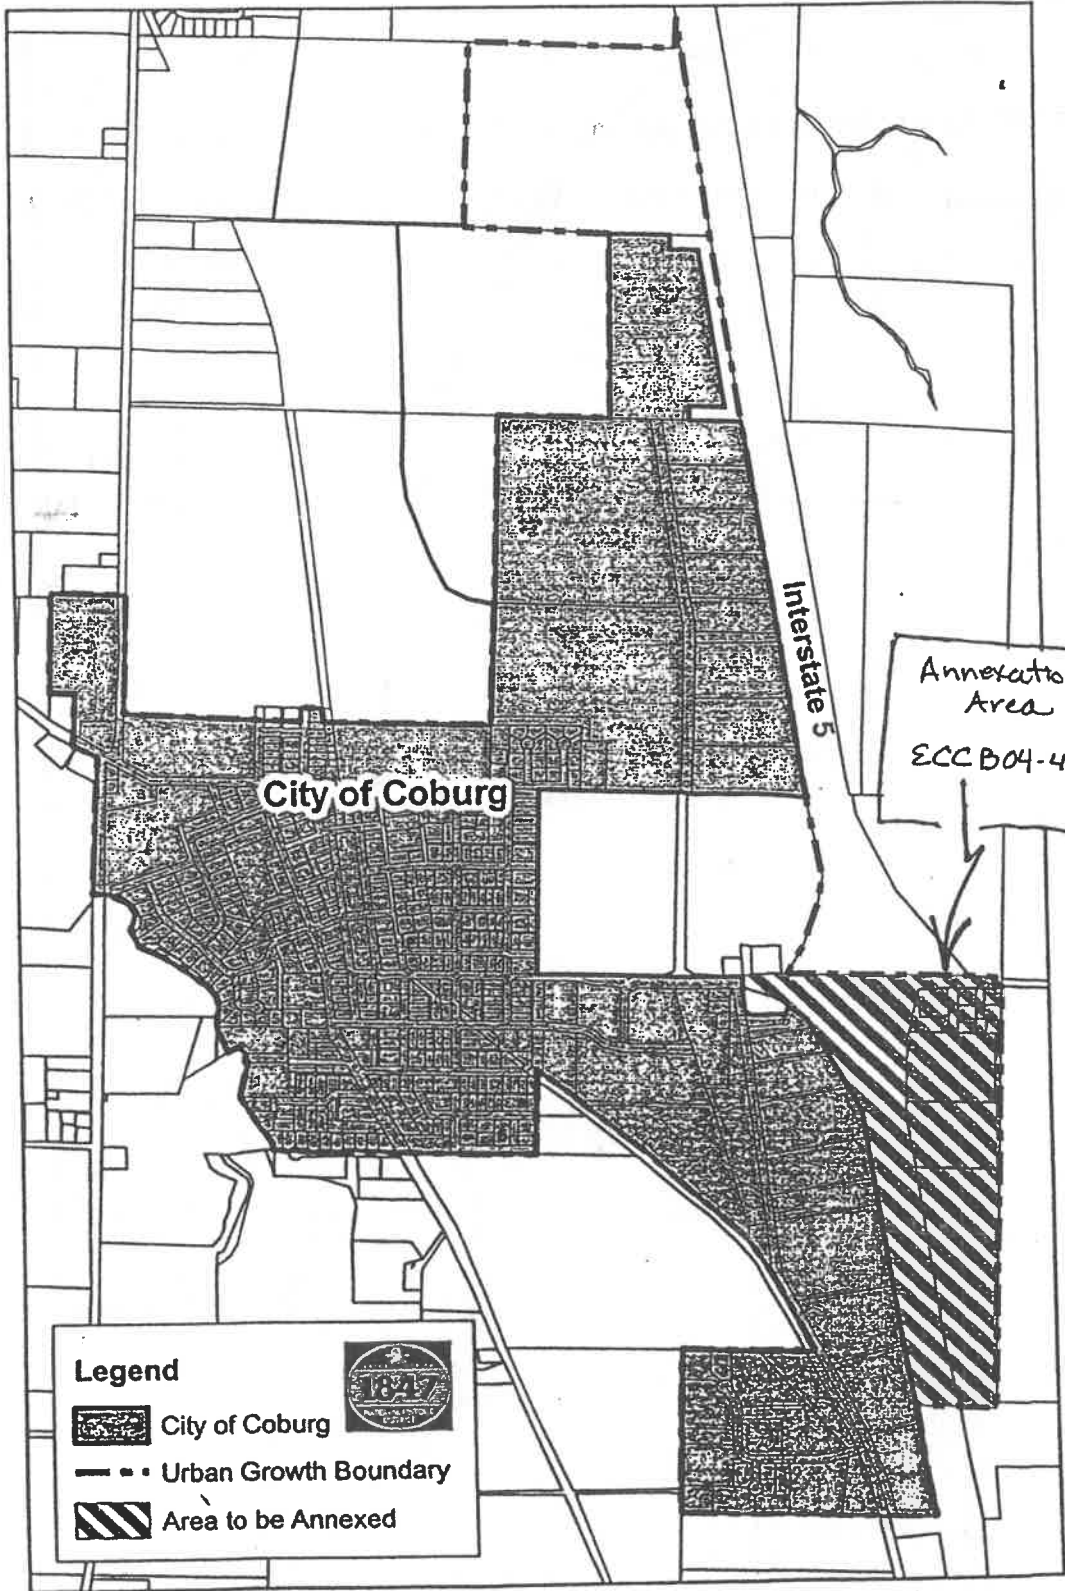 Interstate 5
Annexatio
Area
ECCB04-4
City of Coburg
Legend
1847
City of Coburg
Urban Growth Boundary
Area to be Annexed